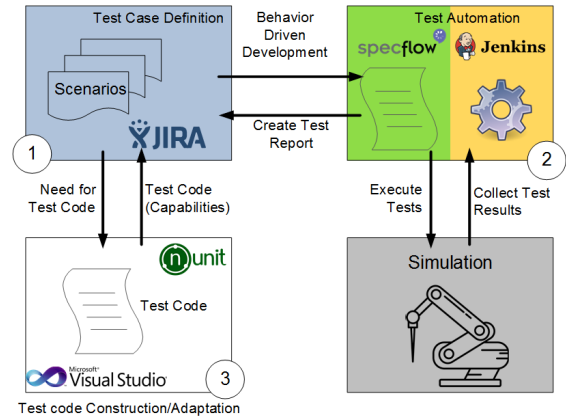 Test Case Definition
Scenarios
JIRA
1
Behavior
Driven
Development
Create Test
Report
Test Automation
specflow
Jenkins
2
Need for
Test Code
Test Code
(Capabilities)
Execute
Tests
Collect Test
Results
nunit
Test Code
Microsoft®
Visual Studio
3
Test code Construction/Adaptation
Simulation